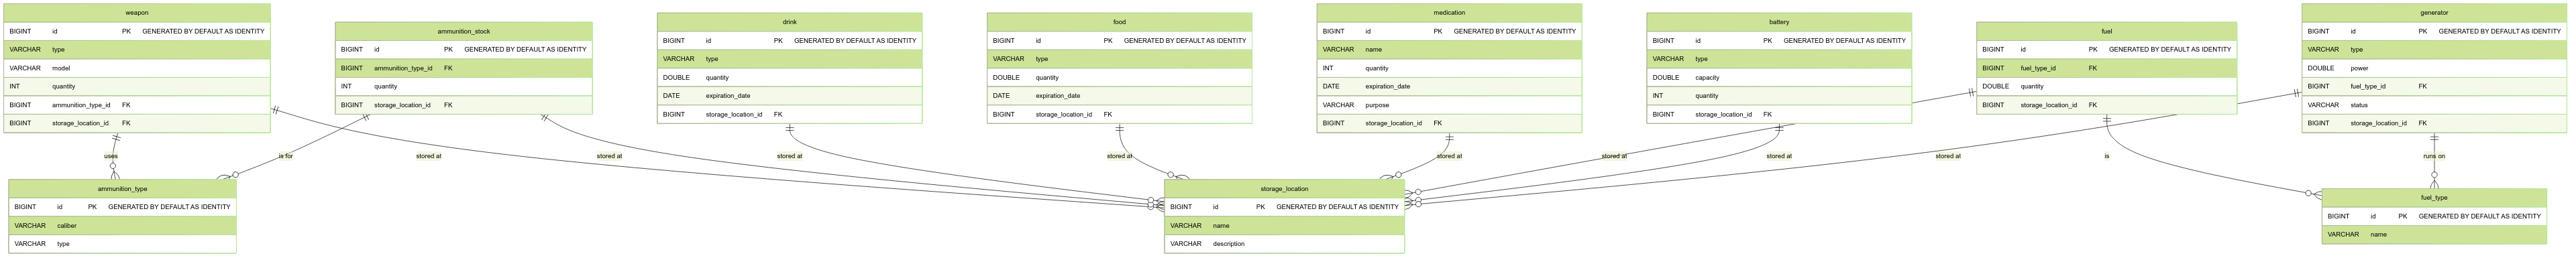 weapon
BIGINT id PK GENERATED BY DEFAULT AS IDENTITY
VARCHAR type
VARCHAR model
INT quantity
BIGINT ammunition_type_id FK
BIGINT storage_location_id FK
ammunition_stock
BIGINT id PK GENERATED BY DEFAULT AS IDENTITY
BIGINT ammunition_type_id FK
INT quantity
BIGINT storage_location_id FK
drink
BIGINT id PK GENERATED BY DEFAULT AS IDENTITY
VARCHAR type
DOUBLE quantity
DATE expiration_date
BIGINT storage_location_id FK
food
BIGINT id PK GENERATED BY DEFAULT AS IDENTITY
VARCHAR type
DOUBLE quantity
DATE expiration_date
BIGINT storage_location_id FK
medication
BIGINT id PK GENERATED BY DEFAULT AS IDENTITY
VARCHAR name
INT quantity
DATE expiration_date
VARCHAR purpose
BIGINT storage_location_id FK
battery
BIGINT id PK GENERATED BY DEFAULT AS IDENTITY
VARCHAR type
DOUBLE capacity
INT quantity
BIGINT storage_location_id FK
fuel
BIGINT id PK GENERATED BY DEFAULT AS IDENTITY
BIGINT fuel_type_id FK
DOUBLE quantity
BIGINT storage_location_id FK
generator
BIGINT id PK GENERATED BY DEFAULT AS IDENTITY
VARCHAR type
DOUBLE power
BIGINT fuel_type_id FK
VARCHAR status
BIGINT storage_location_id FK
uses
is for
stored at
stored at
stored at
stored at
stored at
stored at
stored at
stored at
is
runs on
ammunition_type
BIGINT id PK GENERATED BY DEFAULT AS IDENTITY
VARCHAR caliber
VARCHAR type
storage_location
BIGINT id PK GENERATED BY DEFAULT AS IDENTITY
VARCHAR name
VARCHAR description
fuel_type
BIGINT id PK GENERATED BY DEFAULT AS IDENTITY
VARCHAR name